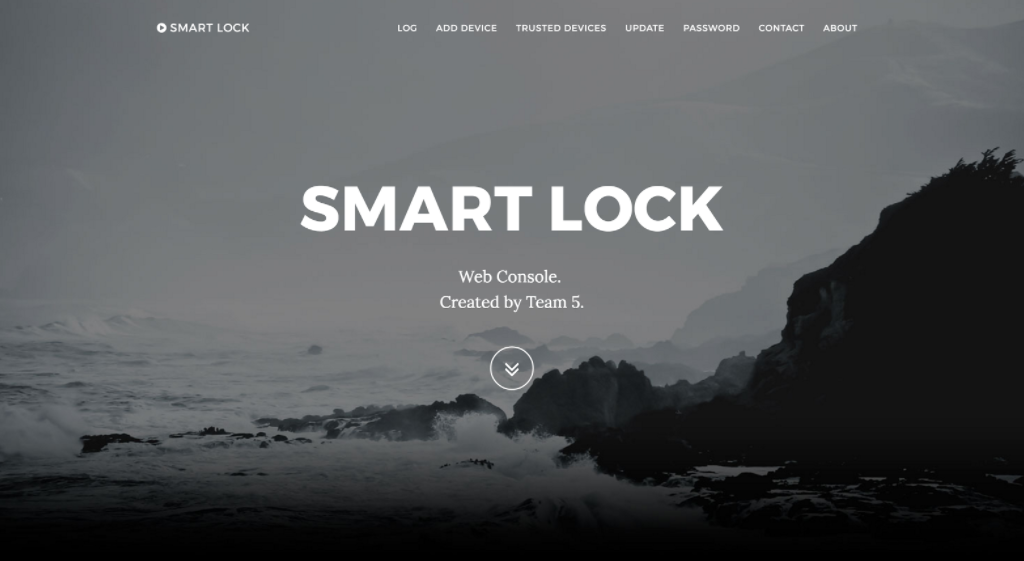 SMART LOCK
LOG ADD DEVICE TRUSTED DEVICES UPDATE PASSWORD CONTACT ABOUT
SMART LOCK
Web Console.
Created by Team 5.